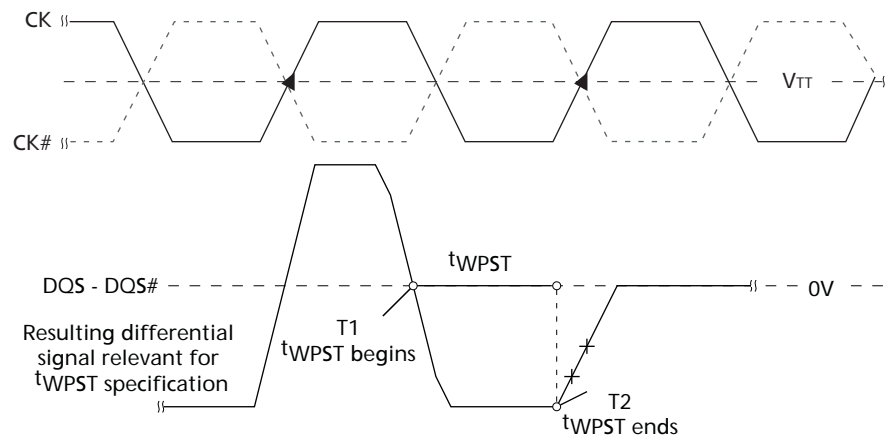 CK
VTT
CK#
tWPST
DQS - DQS#
0V
T1
tWPST begins
Resulting differential
signal relevant for
tWPST specification
T2
tWPST ends